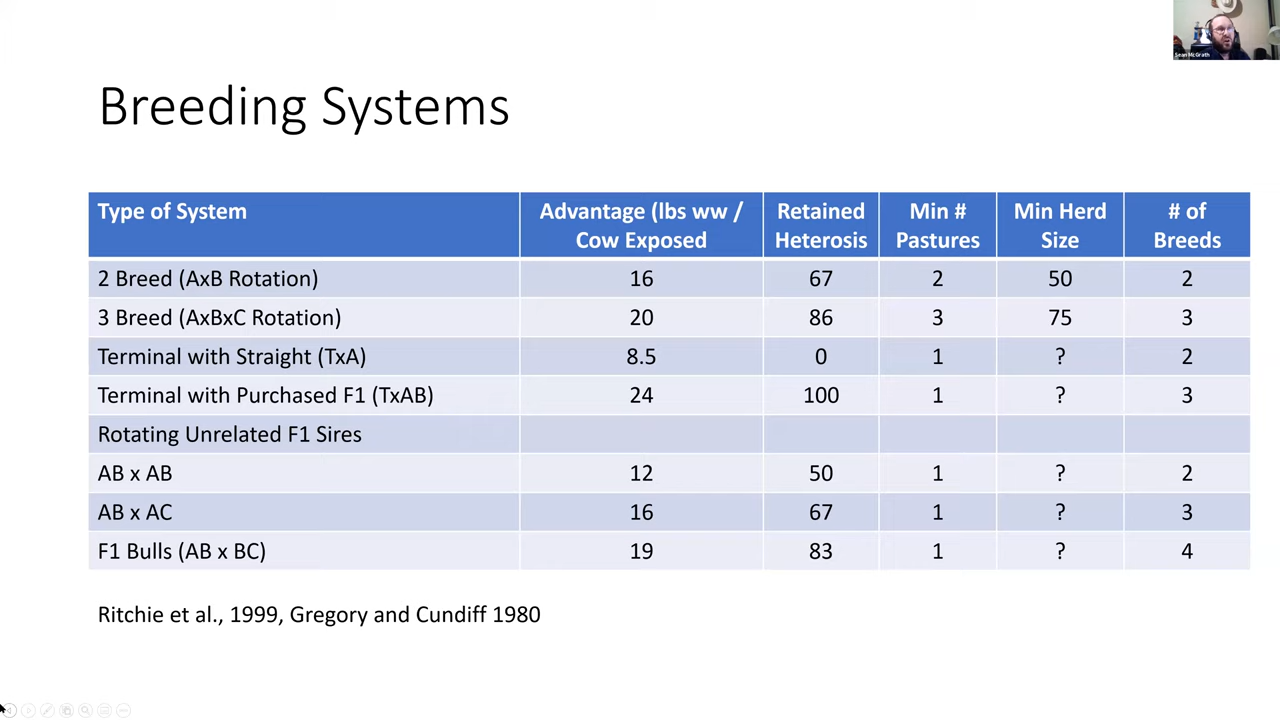 Sean McGrath
Breeding Systems
Type of System Advantage (lbs ww / Cow Exposed Retained Heterosis Min # Pastures Min Herd Size # of Breeds
2 Breed (AxB Rotation) 16 67 2 50 2
3 Breed (AxBxC Rotation) 20 86 3 75 3
Terminal with Straight (TxA) 8.5 0 1 ? 2
Terminal with Purchased F1 (TxAB) 24 100 1 ? 3
Rotating Unrelated F1 Sires
AB x AB 12 50 1 ? 2
AB x AC 16 67 1 ? 3
F1 Bulls (AB x BC) 19 83 1 ? 4
Ritchie et al., 1999, Gregory and Cundiff 1980